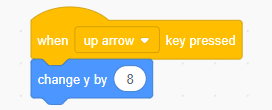 when up arrow key pressed
change y by 8